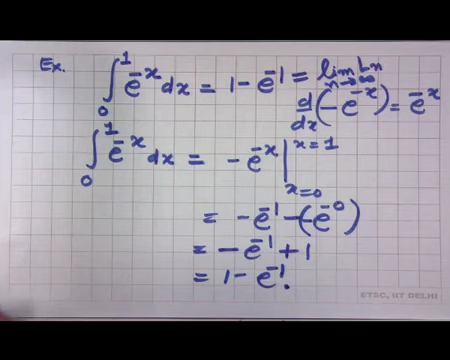 Ex. ∫₀¹ e⁻ˣ dx = 1 - e⁻¹ = lim n→∞ Ln
d/dx (-e⁻ˣ) = e⁻ˣ
∫₀¹ e⁻ˣ dx = -e⁻ˣ | x=1 x=0
= -e⁻¹ - (-e⁻⁰)
= -e⁻¹ + 1
= 1 - e⁻¹.
ETSC, IIT DELHI